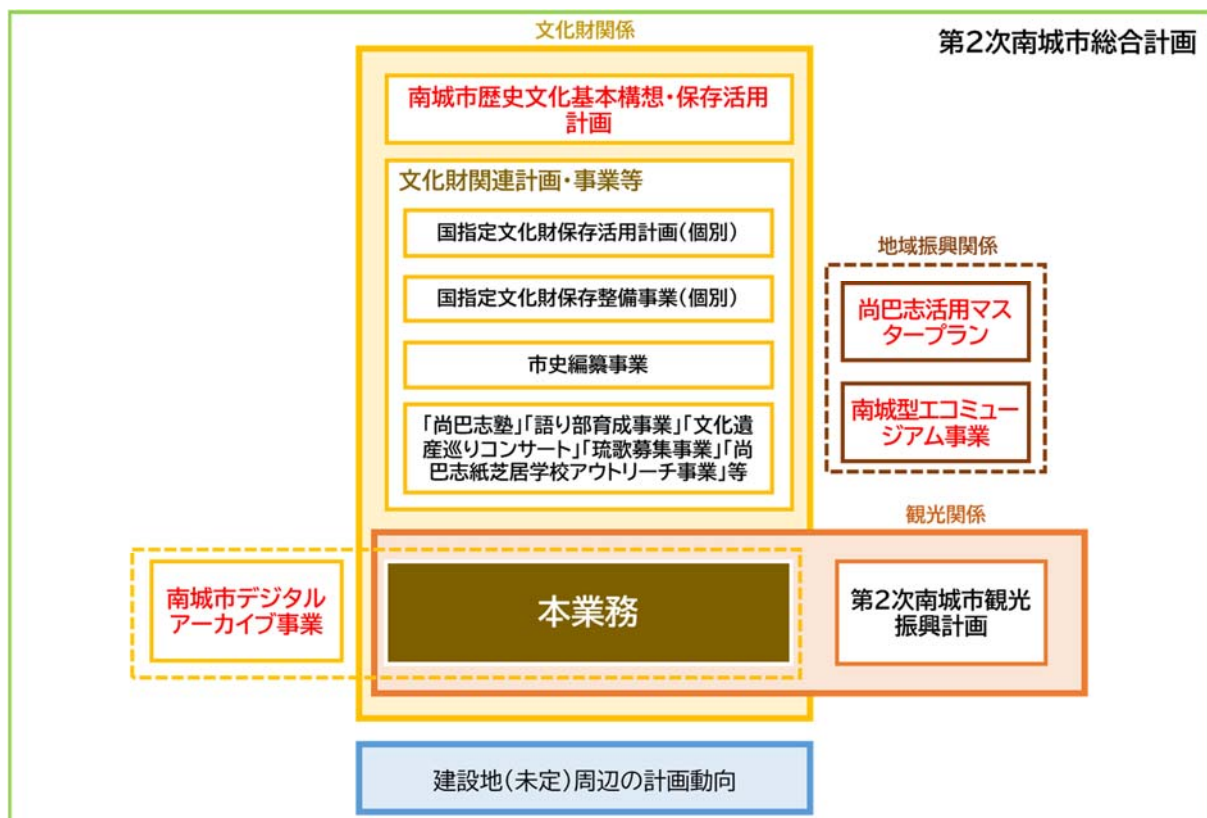 第2次南城市総合計画
文化財関係
南城市歴史文化基本構想・保存活用
計画
文化財関連計画・事業等
国指定文化財保存活用計画(個別)
国指定文化財保存整備事業(個別)
市史編纂事業
「尚巴志塾」「語り部育成事業」「文化遺
産巡りコンサート」「琉歌募集事業」「尚
巴志紙芝居学校アウトリーチ事業」等
地域振興関係
尚巴志活用マス
タープラン
南城型エコミュー
ジアム事業
観光関係
南城市デジタル
アーカイブ事業
本業務
第2次南城市観光
振興計画
建設地(未定)周辺の計画動向